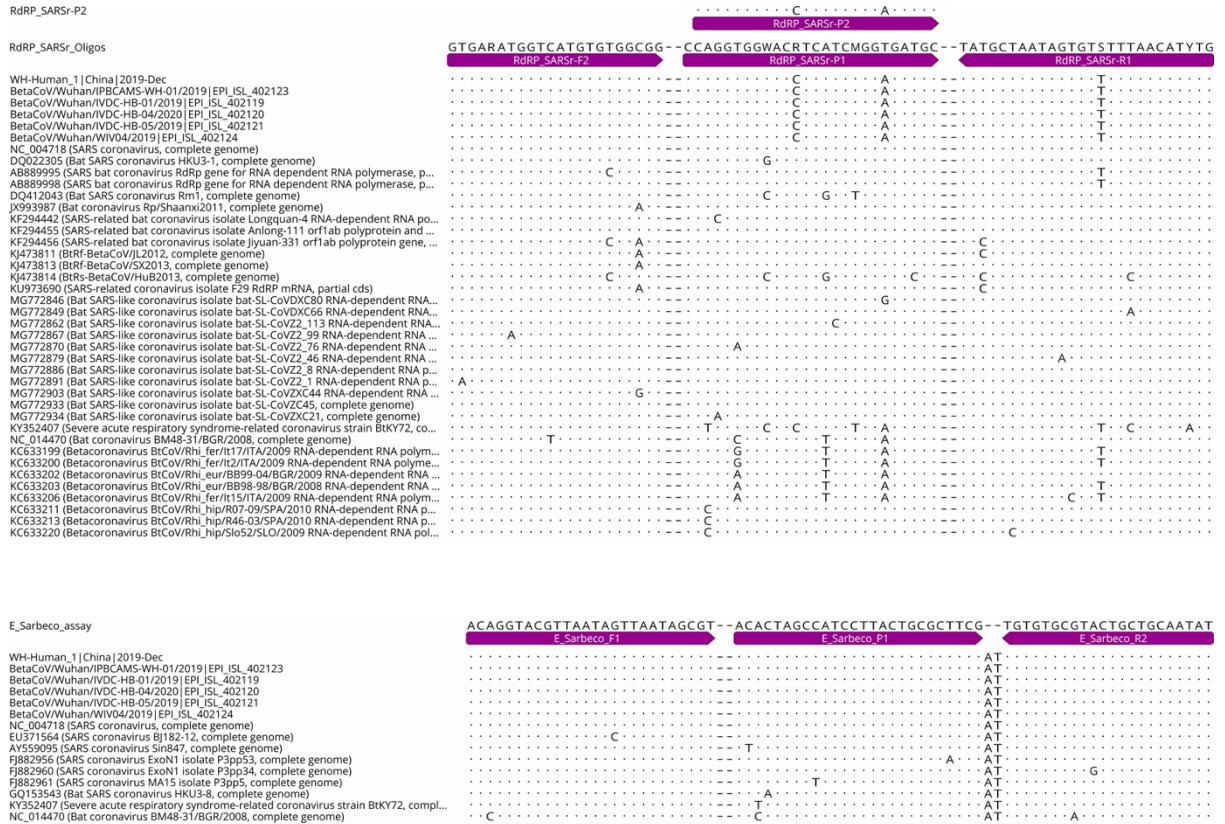 RdRP_SARSr-P2 C A
RdRP_SARSr-P2
RdRP_SARSr_Oligos GTGARATGGTCATGTGTGGCGG--CCAGGTGGWACRTCATCMGGTGATGC--TATGCTAATAGTGTSTTTAACATYTG
RdRP_SARSr-F2 RdRP_SARSr-P1 RdRP_SARSr-R1
WH-Human_1|China|2019-Dec -- C A -- T
BetaCoV/Wuhan/IPBCAMS-WH-01/2019|EPI_ISL_402123 -- C A -- T
BetaCoV/Wuhan/IVDC-HB-01/2019|EPI_ISL_402119 -- C A -- T
BetaCoV/Wuhan/IVDC-HB-04/2020|EPI_ISL_402120 -- C A -- T
BetaCoV/Wuhan/IVDC-HB-05/2019|EPI_ISL_402121 -- C A -- T
BetaCoV/Wuhan/WIV04/2019|EPI_ISL_402124 -- C A -- T
NC_004718 (SARS coronavirus, complete genome) -- --
DQ022305 (Bat SARS coronavirus HKU3-1, complete genome) -- G --
AB889995 (SARS bat coronavirus RdRp gene for RNA dependent RNA polymerase, p... C -- -- T
AB889998 (SARS bat coronavirus RdRp gene for RNA dependent RNA polymerase, p... -- -- T
DQ412043 (Bat SARS coronavirus Rm1, complete genome) -- C G T --
JX993987 (Bat coronavirus Rp/Shaanxi2011, complete genome) A -- --
KF294442 (SARS-related bat coronavirus isolate Longquan-4 RNA-dependent RNA po... -- G --
KF294455 (SARS-related bat coronavirus isolate Anlong-111 orf1ab polyprotein and ... -- --
KF294456 (SARS-related bat coronavirus isolate Jiyuan-331 orf1ab polyprotein gene, ... C A -- -- C
KJ473811 (BtRf-BetaCoV/JL2012, complete genome) A -- -- C
KJ473813 (BtRf-BetaCoV/SX2013, complete genome) A -- --
KJ473814 (BtRs-BetaCoV/HuB2013, complete genome) C -- C G C -- C C
KU973690 (SARS-related coronavirus isolate F29 RdRP mRNA, partial cds) A -- -- C
MG772846 (Bat SARS-like coronavirus isolate bat-SL-CoVDXC80 RNA-dependent RNA... -- G --
MG772849 (Bat SARS-like coronavirus isolate bat-SL-CoVDXC66 RNA-dependent RNA... -- -- A
MG772862 (Bat SARS-like coronavirus isolate bat-SL-CoVZ2_113 RNA-dependent RNA... -- C --
MG772867 (Bat SARS-like coronavirus isolate bat-SL-CoVZ2_99 RNA-dependent RNA ... A -- --
MG772870 (Bat SARS-like coronavirus isolate bat-SL-CoVZ2_76 RNA-dependent RNA ... -- A --
MG772879 (Bat SARS-like coronavirus isolate bat-SL-CoVZ2_46 RNA-dependent RNA ... -- -- A
MG772886 (Bat SARS-like coronavirus isolate bat-SL-CoVZ2_8 RNA-dependent RNA p... -- --
MG772891 (Bat SARS-like coronavirus isolate bat-SL-CoVZ2_1 RNA-dependent RNA p... A -- --
MG772903 (Bat SARS-like coronavirus isolate bat-SL-CoVZXC44 RNA-dependent RNA ... G -- --
MG772933 (Bat SARS-like coronavirus isolate bat-SL-CoVZC45, complete genome) -- --
MG772934 (Bat SARS-like coronavirus isolate bat-SL-CoVZXC21, complete genome) -- A --
KY352407 (Severe acute respiratory syndrome-related coronavirus strain BtKY72, co... -- T C C T A -- T C A
NC_014470 (Bat coronavirus BM48-31/BGR/2008, complete genome) T -- C T A -- T
KC633199 (Betacoronavirus BtCoV/Rhi_fer/It17/ITA/2009 RNA-dependent RNA polyme... -- G T A -- T
KC633200 (Betacoronavirus BtCoV/Rhi_fer/It2/ITA/2009 RNA-dependent RNA polyme... -- G T A -- T
KC633202 (Betacoronavirus BtCoV/Rhi_eur/BB99-04/BGR/2009 RNA-dependent RNA ... -- A T A --
KC633203 (Betacoronavirus BtCoV/Rhi_eur/BB98-98/BGR/2008 RNA-dependent RNA ... -- A T A -- T
KC633206 (Betacoronavirus BtCoV/Rhi_fer/It15/ITA/2009 RNA-dependent RNA polym... -- A T A -- C T
KC633211 (Betacoronavirus BtCoV/Rhi_hip/R07-09/SPA/2010 RNA-dependent RNA p... -- C --
KC633213 (Betacoronavirus BtCoV/Rhi_hip/R46-03/SPA/2010 RNA-dependent RNA p... -- C --
KC633220 (Betacoronavirus BtCoV/Rhi_hip/Slo52/SLO/2009 RNA-dependent RNA pol... -- C -- C
E_Sarbeco_assay ACAGGTACGTTAATAGTTAATAGCGT--ACACTAGCCATCCTTACTGCGCTTCG--TGTGTGCGTACTGCTGCAATAT
E_Sarbeco_F1 E_Sarbeco_P1 E_Sarbeco_R2
WH-Human_1|China|2019-Dec -- AT
BetaCoV/Wuhan/IPBCAMS-WH-01/2019|EPI_ISL_402123 -- AT
BetaCoV/Wuhan/IVDC-HB-01/2019|EPI_ISL_402119 -- AT
BetaCoV/Wuhan/IVDC-HB-04/2020|EPI_ISL_402120 -- AT
BetaCoV/Wuhan/IVDC-HB-05/2019|EPI_ISL_402121 -- AT
BetaCoV/Wuhan/WIV04/2019|EPI_ISL_402124 -- AT
NC_004718 (SARS coronavirus, complete genome) -- AT
EU371564 (SARS coronavirus BJ182-12, complete genome) C -- AT
AY559095 (SARS coronavirus Sin847, complete genome) -- T AT
FJ882956 (SARS coronavirus ExoN1 isolate P3pp53, complete genome) -- A AT
FJ882960 (SARS coronavirus ExoN1 isolate P3pp34, complete genome) -- AT G
FJ882961 (SARS coronavirus MA15 isolate P3pp5, complete genome) -- T AT
GQ153543 (Bat SARS coronavirus HKU3-8, complete genome) -- A AT
KY352407 (Severe acute respiratory syndrome-related coronavirus strain BtKY72, compl... -- T AT
NC_014470 (Bat coronavirus BM48-31/BGR/2008, complete genome) C -- C AT A